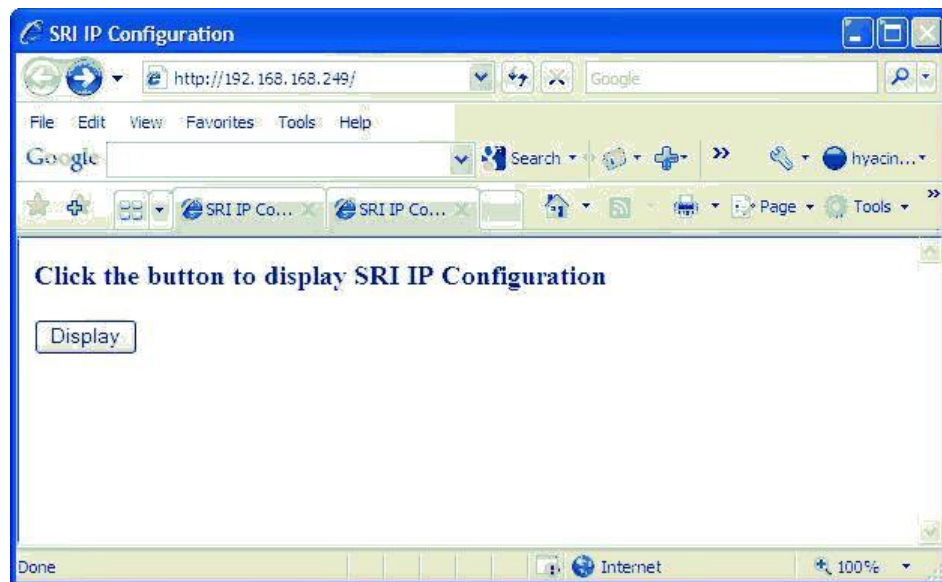 SRI IP Configuration
http://192.168.168.249/
Google
File Edit View Favorites Tools Help
Google Search hyacin...
SRI IP Co... SRI IP Co... Page Tools
Click the button to display SRI IP Configuration
Display
Done Internet 100%